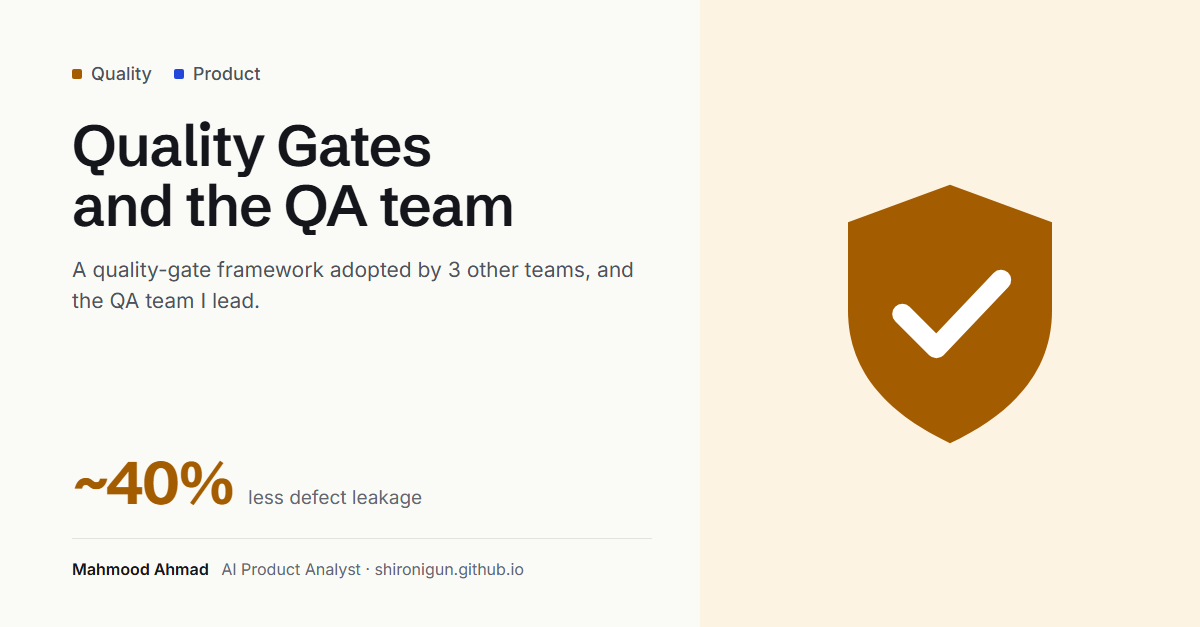 Quality Product
Quality Gates
and the QA team
A quality-gate framework adopted by 3 other teams, and
the QA team I lead.
~40% less defect leakage
Mahmood Ahmad AI Product Analyst · shironigun.github.io